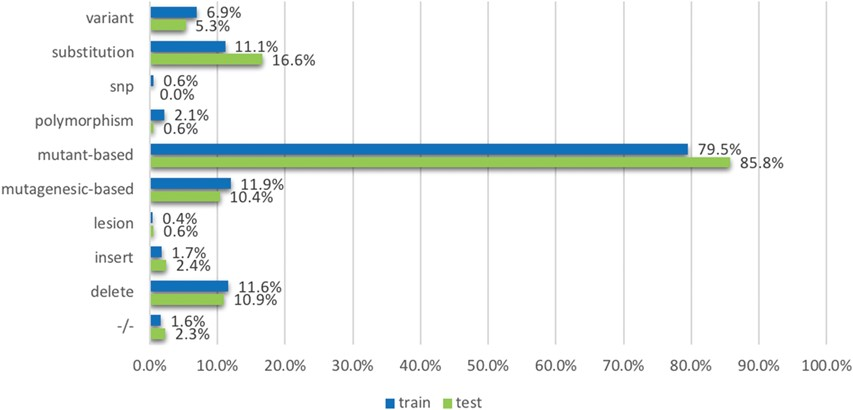 variant 6.9%
5.3%
substitution 11.1%
16.6%
snp 0.6%
0.0%
polymorphism 2.1%
0.6%
mutant-based 79.5%
85.8%
mutagenesic-based 11.9%
10.4%
lesion 0.4%
0.6%
insert 1.7%
2.4%
delete 11.6%
10.9%
-/- 1.6%
2.3%
0.0% 10.0% 20.0% 30.0% 40.0% 50.0% 60.0% 70.0% 80.0% 90.0% 100.0%
train test